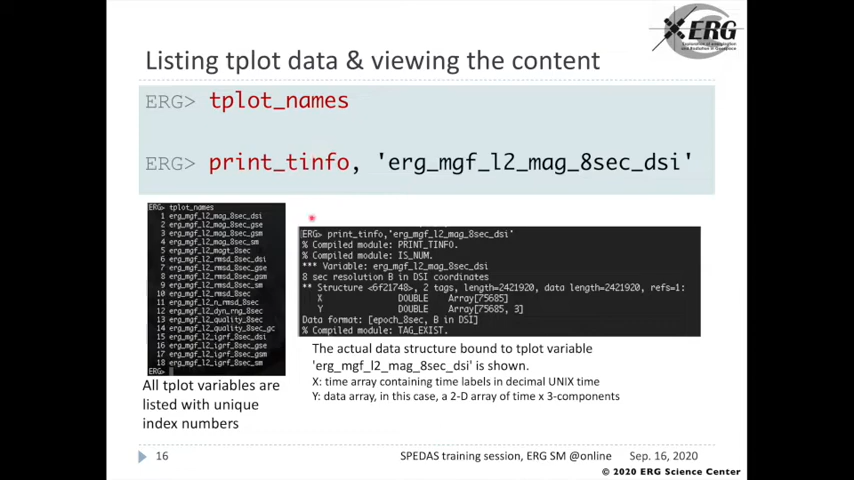 ERG
Listing tplot data & viewing the content
ERG> tplot_names
ERG> print_tinfo, 'erg_mgf_l2_mag_8sec_dsi'
ERG> tplot_names
1 erg_mgf_l2_mag_8sec_dsi
2 erg_mgf_l2_mag_8sec_gse
3 erg_mgf_l2_mag_8sec_gsm
4 erg_mgf_l2_mag_8sec_sm
5 erg_mgf_l2_magt_8sec
6 erg_mgf_l2_rmsd_8sec_dsi
7 erg_mgf_l2_rmsd_8sec_gse
8 erg_mgf_l2_rmsd_8sec_gsm
9 erg_mgf_l2_rmsd_8sec_sm
10 erg_mgf_l2_rmsd_8sec
11 erg_mgf_l2_n_rmsd_8sec
12 erg_mgf_l2_dyn_rng_8sec
13 erg_mgf_l2_quality_8sec
14 erg_mgf_l2_quality_8sec_gc
15 erg_mgf_l2_igrf_8sec_dsi
16 erg_mgf_l2_igrf_8sec_gse
17 erg_mgf_l2_igrf_8sec_gsm
18 erg_mgf_l2_igrf_8sec_sm
ERG>
All tplot variables are
listed with unique
index numbers
ERG> print_tinfo,'erg_mgf_l2_mag_8sec_dsi'
% Compiled module: PRINT_TINFO.
% Compiled module: IS_NUM.
*** Variable: erg_mgf_l2_mag_8sec_dsi
8 sec resolution B in DSI coordinates
** Structure <6f21748>, 2 tags, length=2421920, data length=2421920, refs=1:
X DOUBLE Array[75685]
Y DOUBLE Array[75685, 3]
Data format: [epoch_8sec, B in DSI]
% Compiled module: TAG_EXIST.
The actual data structure bound to tplot variable
'erg_mgf_l2_mag_8sec_dsi' is shown.
X: time array containing time labels in decimal UNIX time
Y: data array, in this case, a 2-D array of time x 3-components
16
SPEDAS training session, ERG SM @online
Sep. 16, 2020
© 2020 ERG Science Center